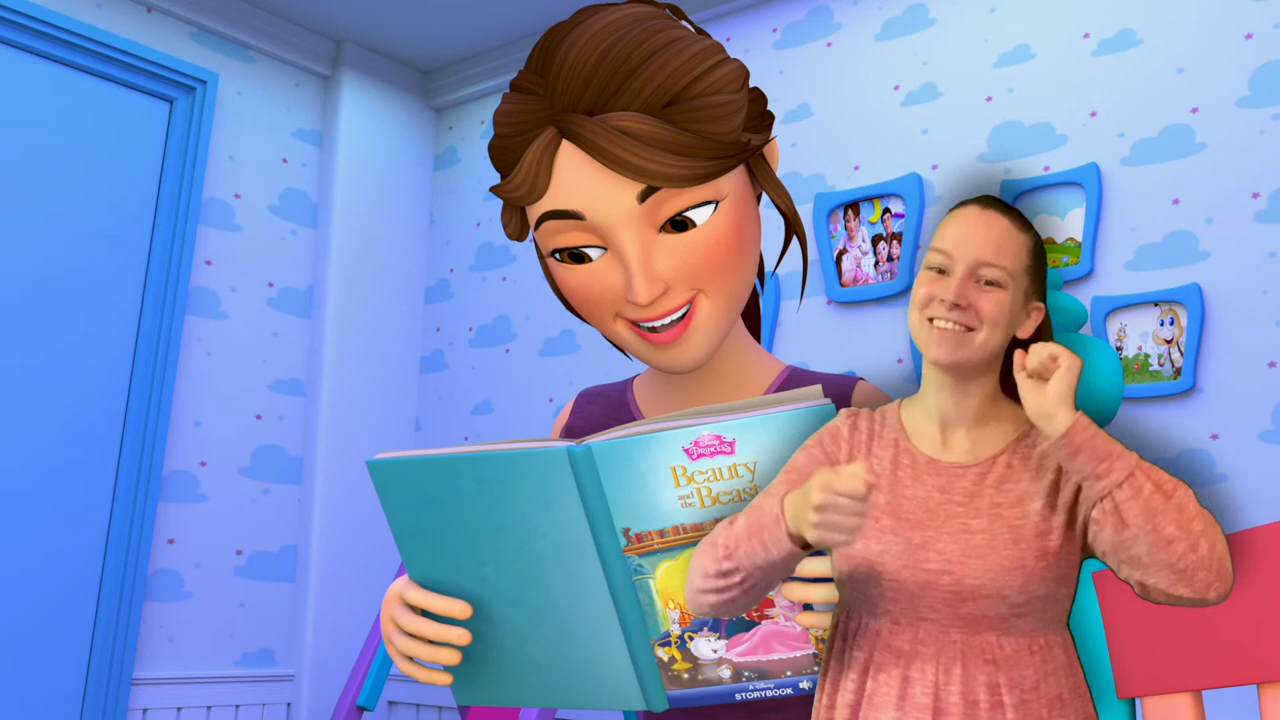 Disney
PRINCESS
Beauty
and the Beast
A Disney
STORYBOOK